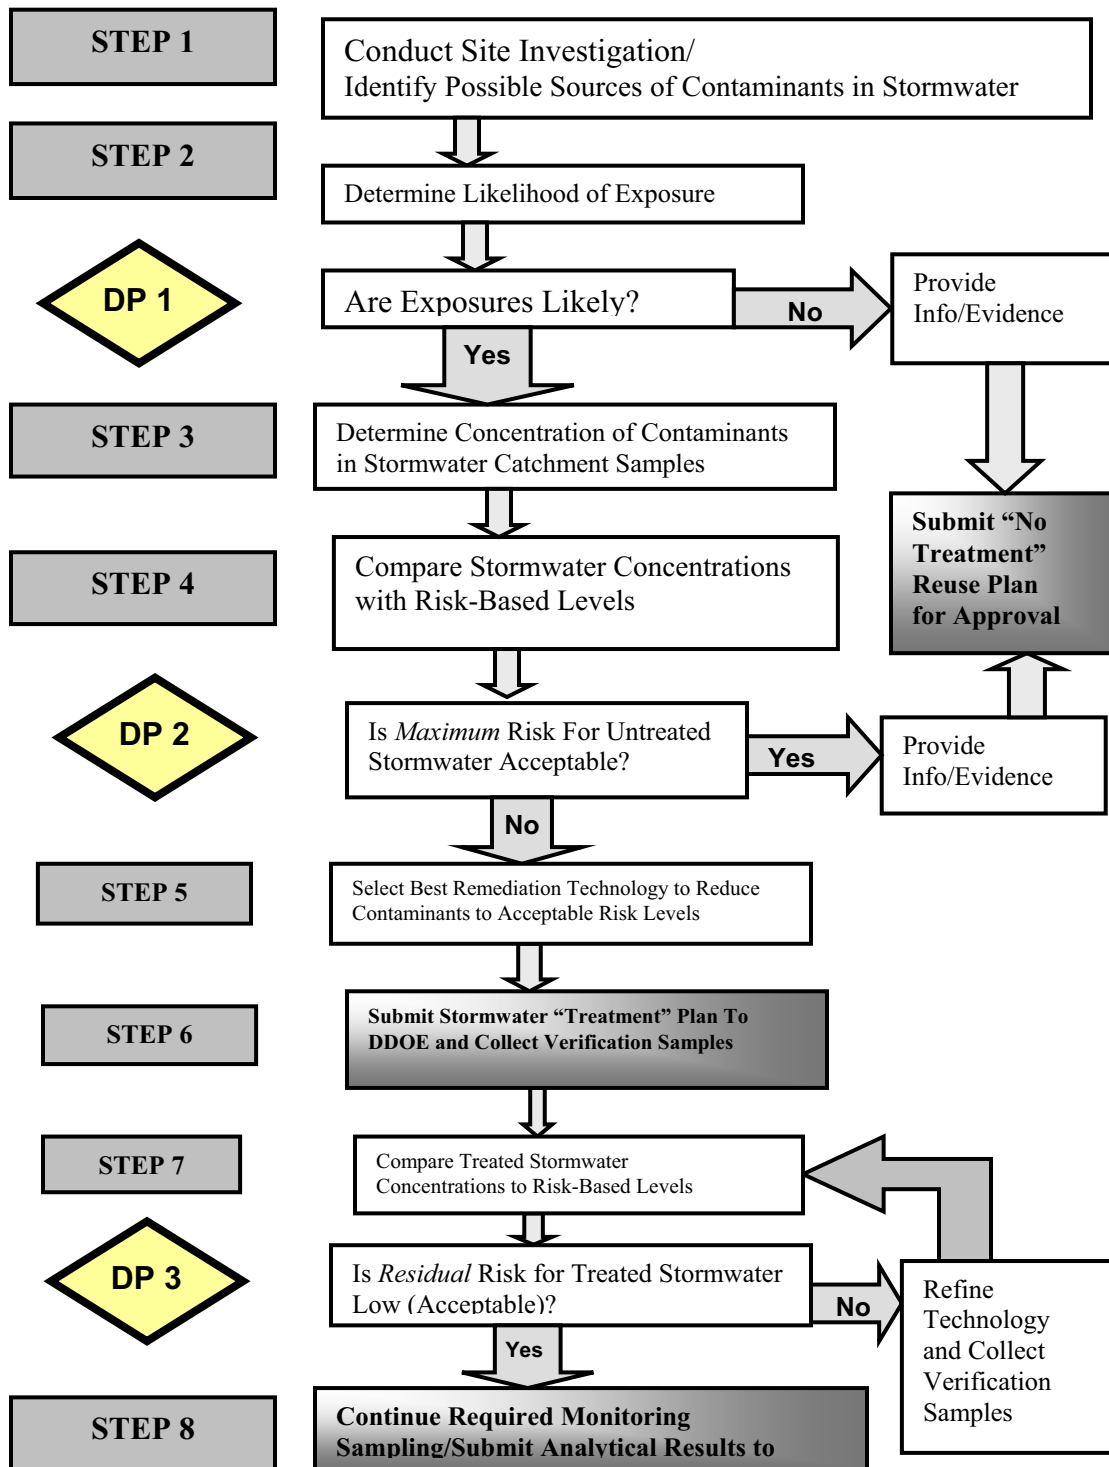 STEP 1
Conduct Site Investigation/
Identify Possible Sources of Contaminants in Stormwater
STEP 2
Determine Likelihood of Exposure
DP 1
Are Exposures Likely?
No
Provide
Info/Evidence
Yes
STEP 3
Determine Concentration of Contaminants
in Stormwater Catchment Samples
Submit “No
Treatment”
Reuse Plan
for Approval
STEP 4
Compare Stormwater Concentrations
with Risk-Based Levels
DP 2
Is Maximum Risk For Untreated
Stormwater Acceptable?
Yes
Provide
Info/Evidence
No
STEP 5
Select Best Remediation Technology to Reduce
Contaminants to Acceptable Risk Levels
STEP 6
Submit Stormwater “Treatment” Plan To
DDOE and Collect Verification Samples
STEP 7
Compare Treated Stormwater
Concentrations to Risk-Based Levels
DP 3
Is Residual Risk for Treated Stormwater
Low (Acceptable)?
No
Refine
Technology
and Collect
Verification
Samples
Yes
STEP 8
Continue Required Monitoring
Sampling/Submit Analytical Results to